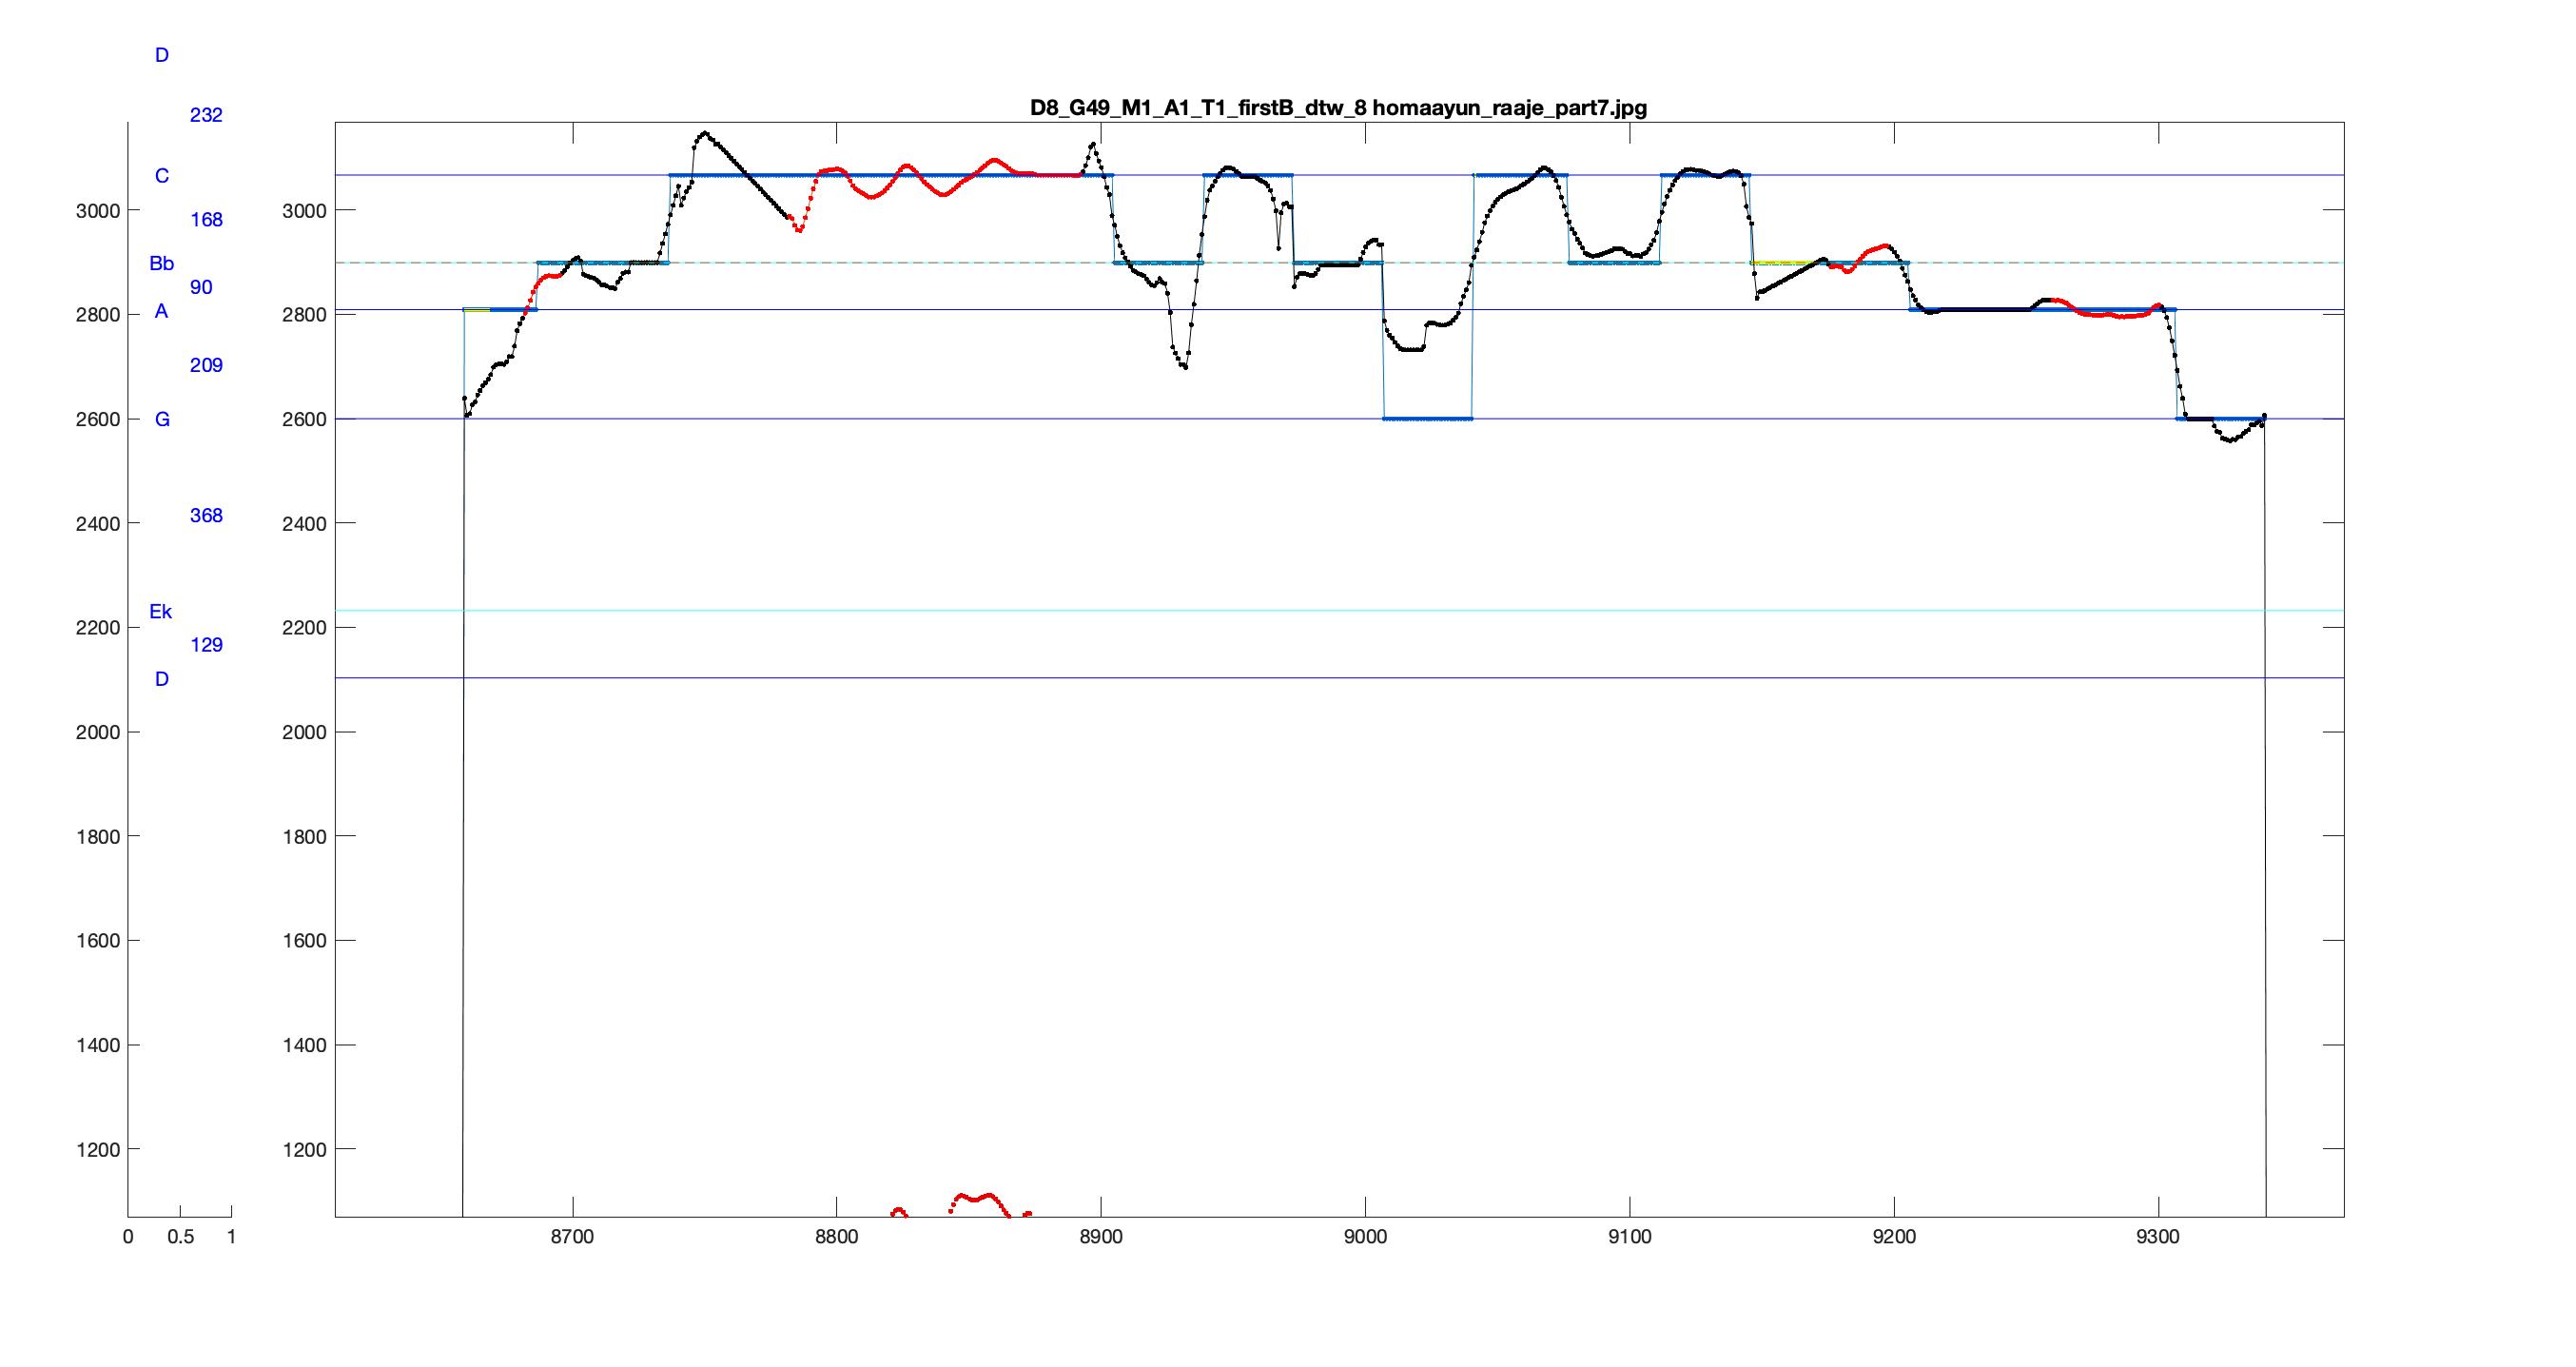 D
D8_G49_M1_A1_T1_firstB_dtw_8 homaayun_raaje_part7.jpg
232
C
3000 168 3000
Bb
90
2800 A 2800
209
2600 G 2600
368
2400 2400
Ek
2200 129 2200
D
2000 2000
1800 1800
1600 1600
1400 1400
1200 1200
0 0.5 1 8700 8800 8900 9000 9100 9200 9300